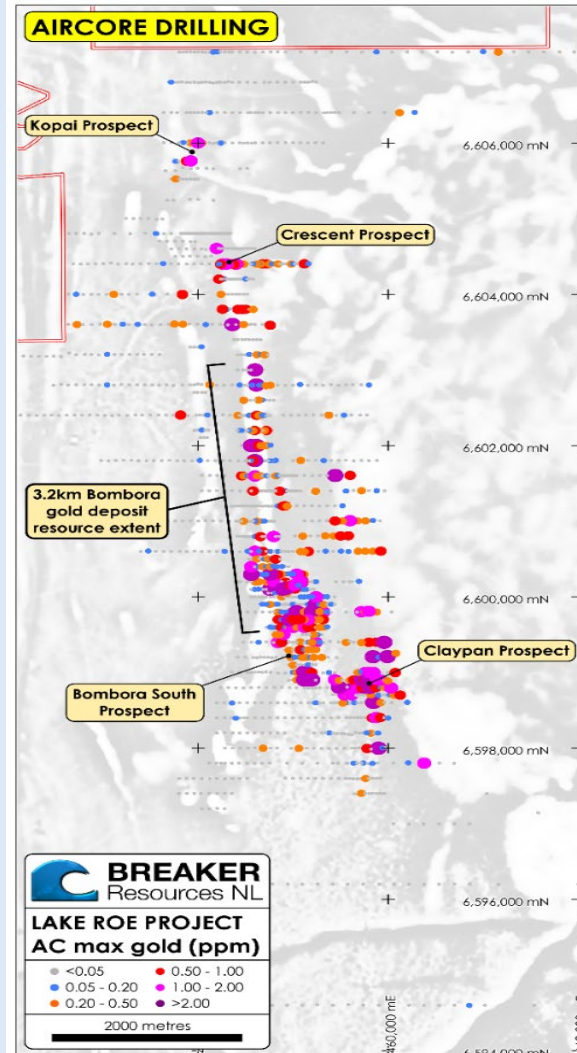 AIRCORE DRILLING
Kopai Prospect
6,606,000 mN
Crescent Prospect
6,604,000 mN
6,602,000 mN
3.2km Bombora
gold deposit
resource extent
6,600,000 mN
Claypan Prospect
Bombora South
Prospect
6,598,000 mN
BREAKER
Resources NL
6,596,000 mN
LAKE ROE PROJECT
AC max gold (ppm)
<0.05
0.50 - 1.00
0.05 - 0.20
1.00 - 2.00
0.20 - 0.50
>2.00
2000 metres